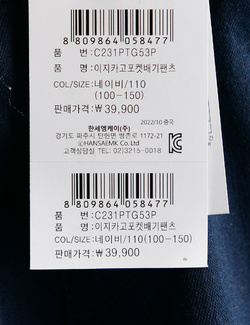 8 809864 058477
품 번 : C231PTG53P
품 명 : 이지카고포켓배기팬츠
COL/SIZE : 네이비/110
(100-150)
판매가격 : ₩ 39,900
2022/10 중국
한세엠케이(주)
경기도 파주시 탄현면 방촌로 1172-21
ⓒHANSAEMK Co. Ltd
고객상담실 TEL: 02)3215-0018
8 809864 058477
품 번 : C231PTG53P
품 명 : 이지카고포켓배기팬츠
COL/SIZE : 네이비/110(100-150)
판매가격 : ₩ 39,900